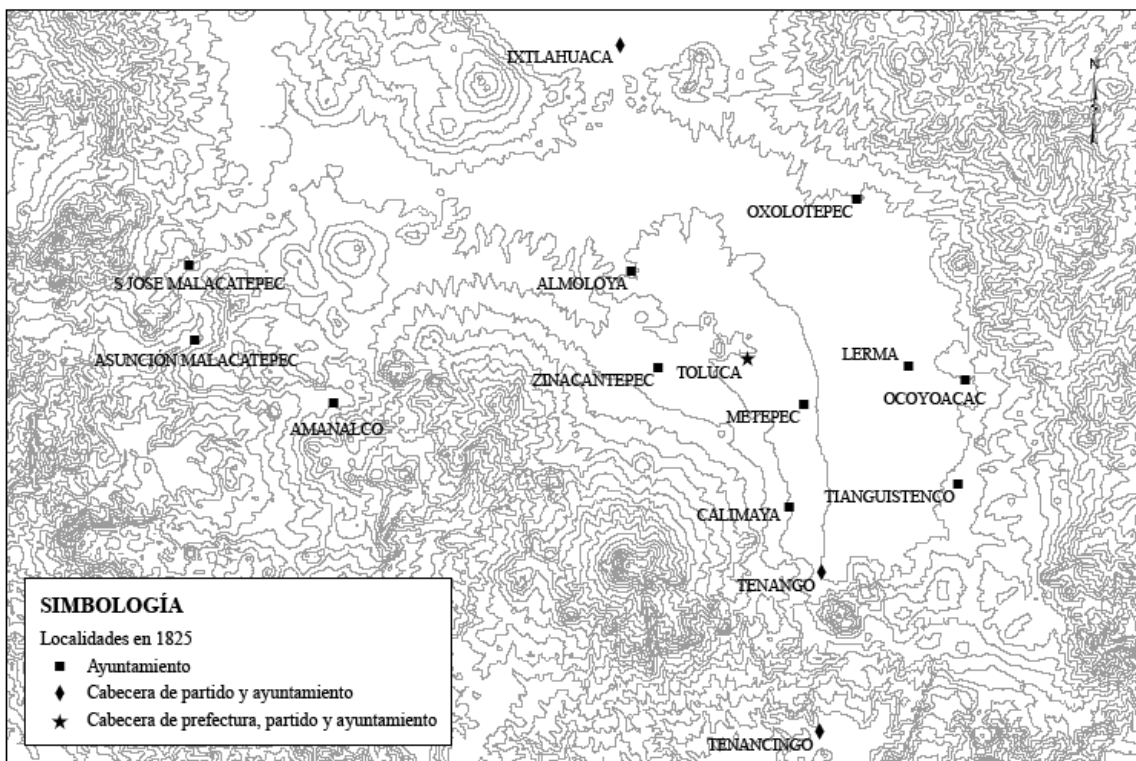 IXTLAHUACA
N
S
OXOLOTEPEC
S JOSE MALACATEPEC
ALMOLOYA
ASUNCIÓN MALACATEPEC
ZINACANTEPEC
TOLUCA
LERMA
OCOYOACAC
AMANALCO
METEPEC
TIANGUISTENCO
CALIMAYA
TENANGO
SIMBOLOGÍA
Localidades en 1825
Ayuntamiento
Cabecera de partido y ayuntamiento
Cabecera de prefectura, partido y ayuntamiento
TENANCINGO